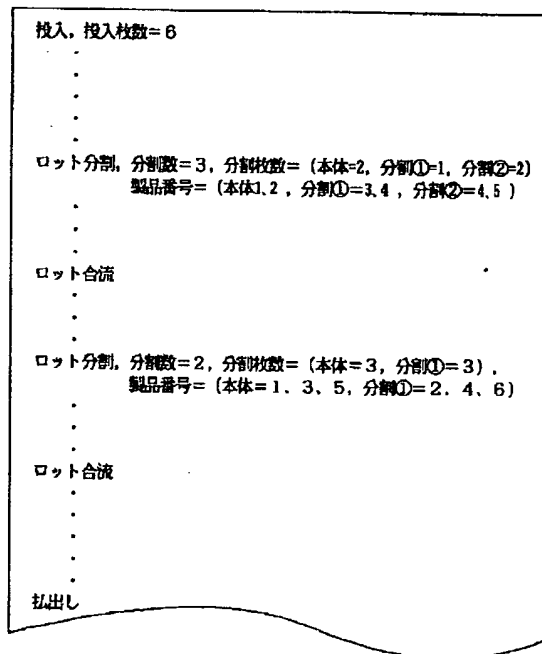 投入, 投入枚数=6
ロット分割, 分割数=3, 分割枚数= (本体=2, 分割①=1, 分割②=2)
製品番号= (本体1、2, 分割①=3、4, 分割②=4、5)
ロット合流
ロット分割, 分割数=2, 分割枚数= (本体=3, 分割①=3),
製品番号= (本体=1、3、5, 分割①=2、4、6)
ロット合流
払出し